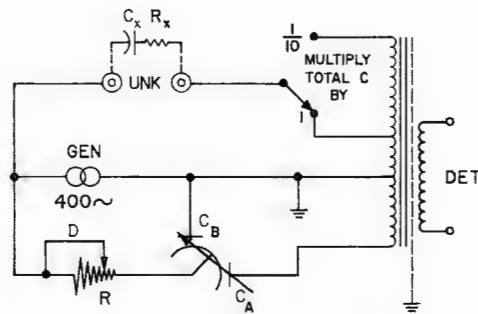 Cx Rx
UNK
1/10
MULTIPLY
TOTAL C
BY
1
GEN
400~
DET
D
R
CB
CA